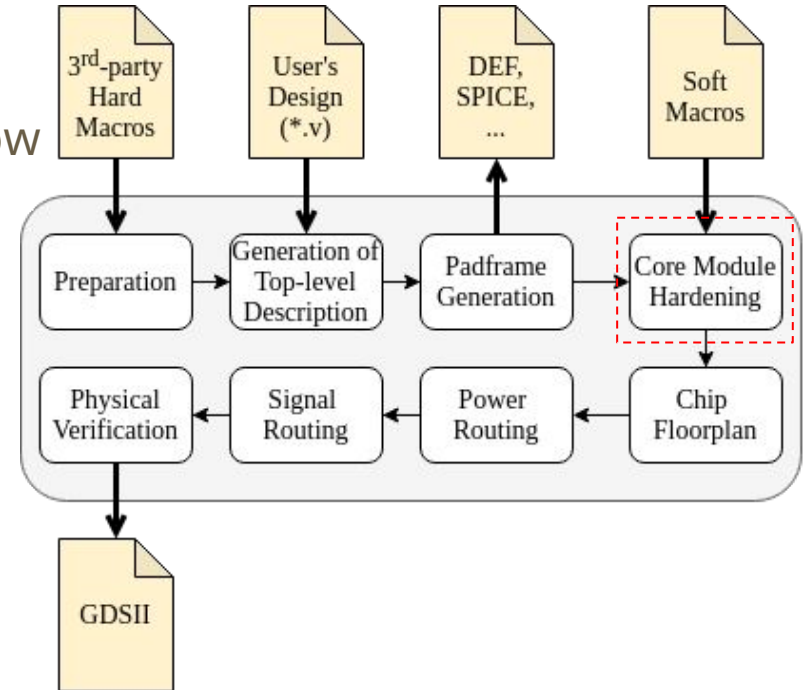 3rd-party
Hard
Macros
User's
Design
(*.v)
DEF,
SPICE,
...
Soft
Macros
ow
Preparation
Generation of
Top-level
Description
Padframe
Generation
Core Module
Hardening
Physical
Verification
Signal
Routing
Power
Routing
Chip
Floorplan
GDSII